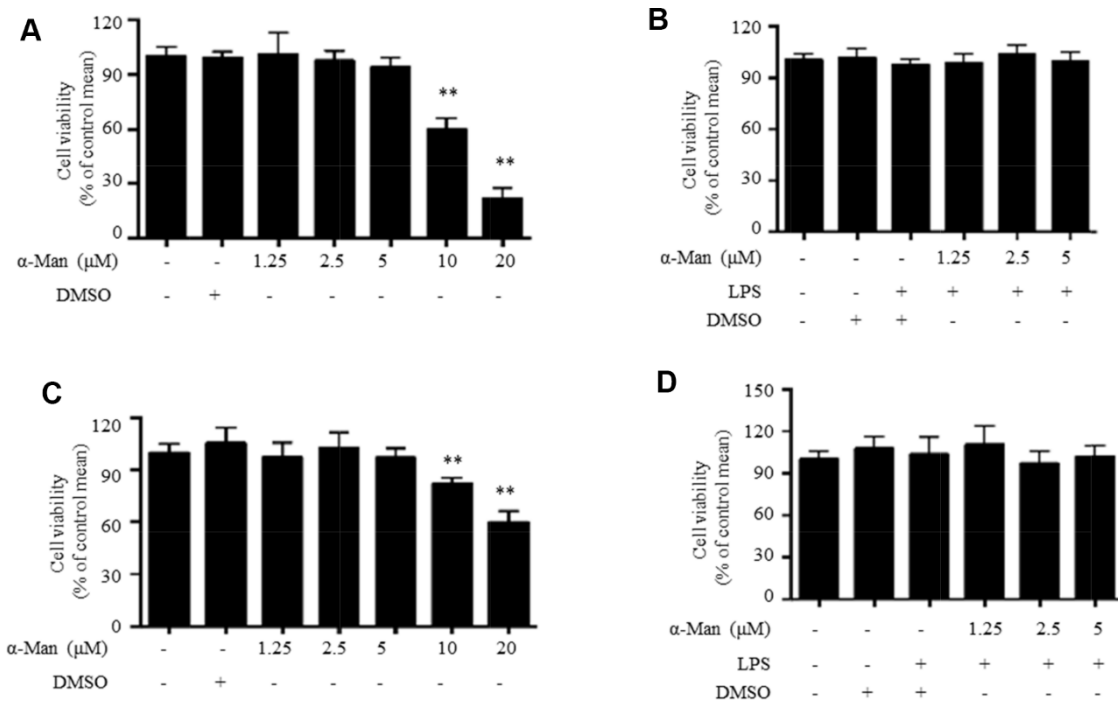 A
Cell viability
(% of control mean)
120
90
60
30
0
** **
α-Man (μM) - - 1.25 2.5 5 10 20
DMSO - + - - - - -
B
Cell viability
(% of control mean)
120
90
60
30
0
α-Man (μM) - - - 1.25 2.5 5
LPS - - + + + +
DMSO - + + - - -
C
Cell viability
(% of control mean)
120
90
60
30
0
** **
α-Man (μM) - - 1.25 2.5 5 10 20
DMSO - + - - - - -
D
Cell viability
(% of control mean)
150
120
90
60
30
0
α-Man (μM) - - - 1.25 2.5 5
LPS - - + + + +
DMSO - + + - - -